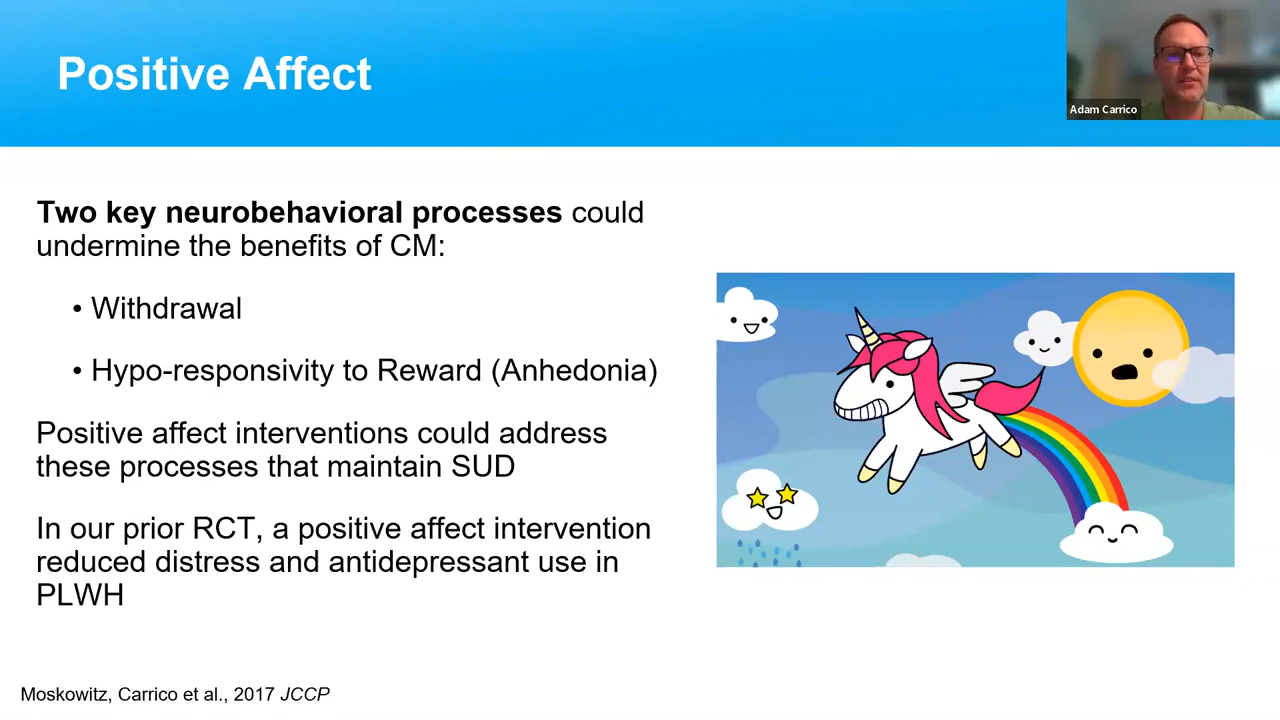 Positive Affect
Adam Carrico
Two key neurobehavioral processes could
undermine the benefits of CM:
• Withdrawal
• Hypo-responsivity to Reward (Anhedonia)
Positive affect interventions could address
these processes that maintain SUD
In our prior RCT, a positive affect intervention
reduced distress and antidepressant use in
PLWH
Moskowitz, Carrico et al., 2017 JCCP